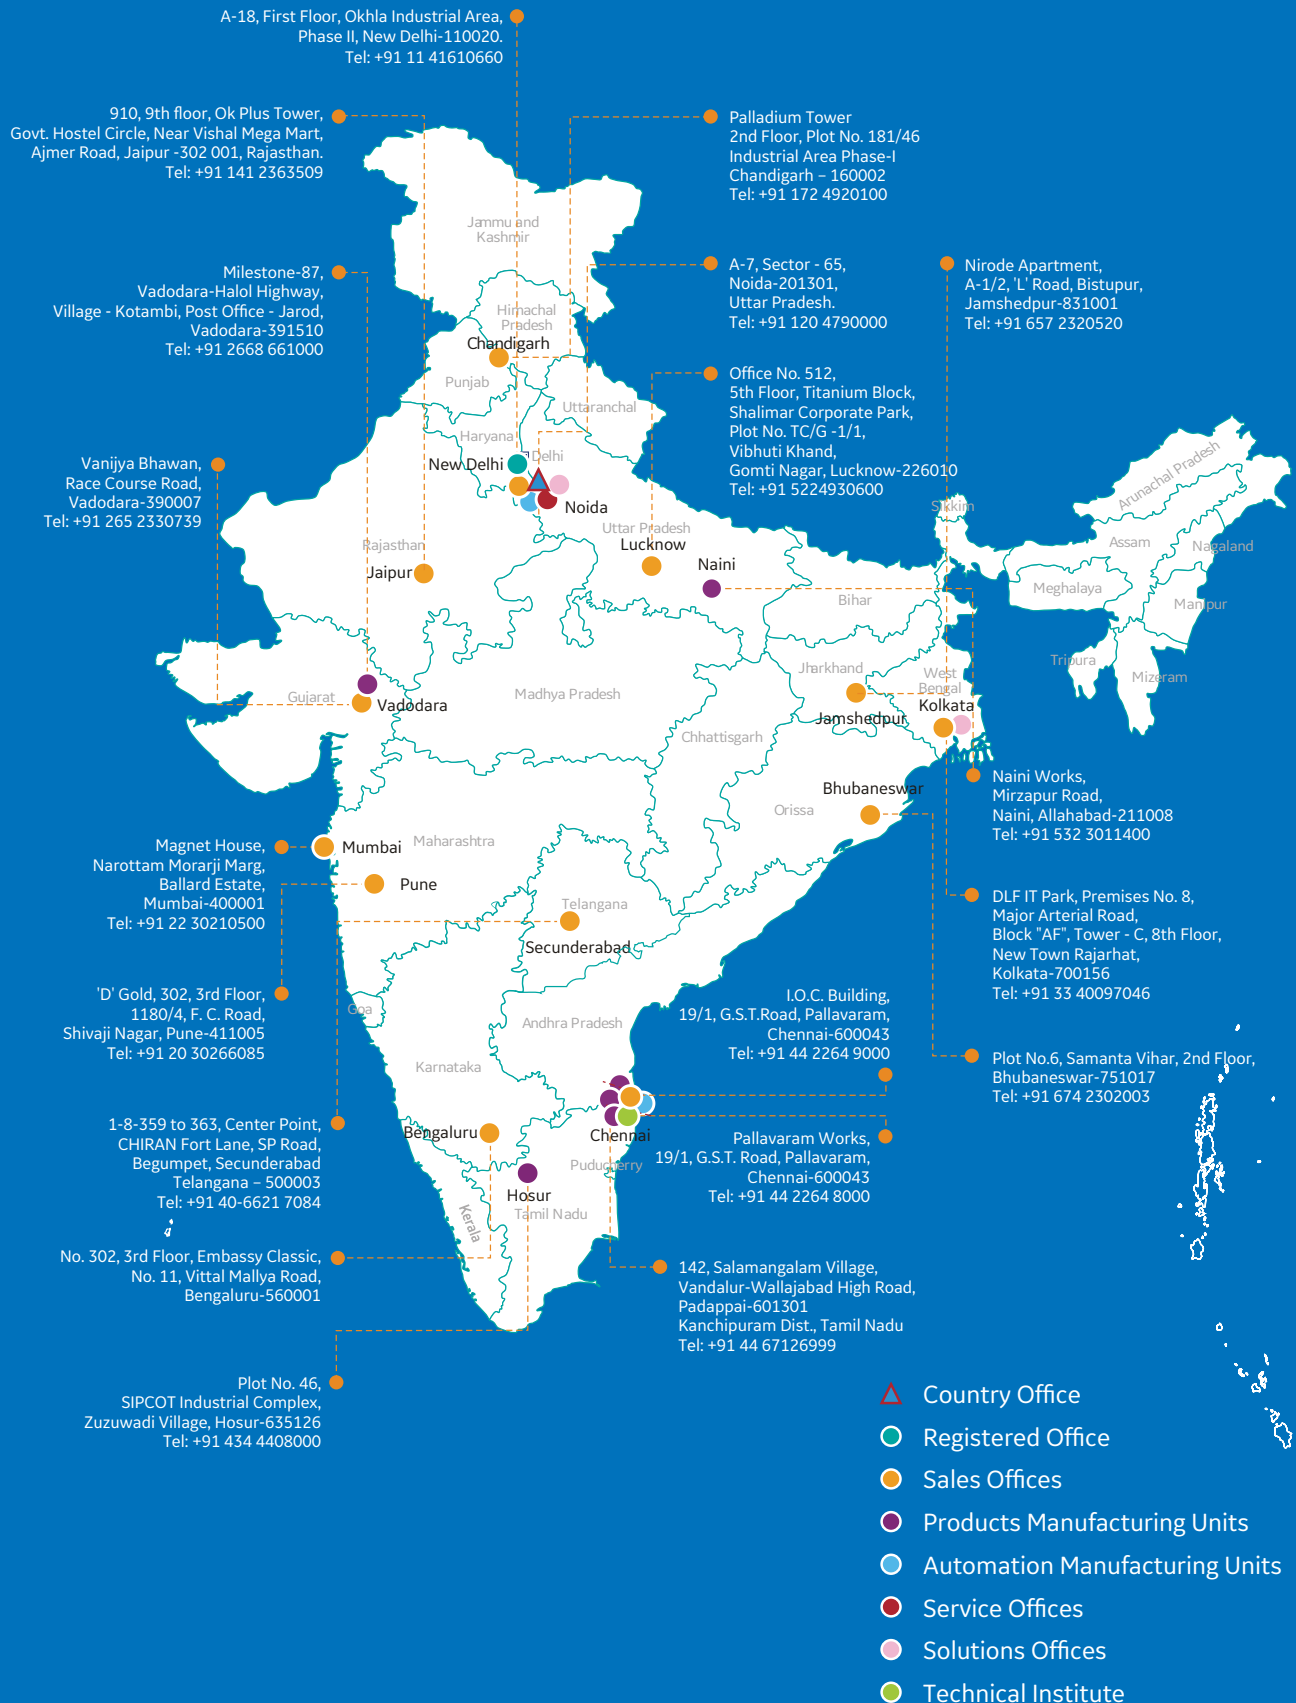 A-18, First Floor, Okhla Industrial Area,
Phase II, New Delhi-110020.
Tel: +91 11 41610660
910, 9th floor, Ok Plus Tower,
Govt. Hostel Circle, Near Vishal Mega Mart,
Ajmer Road, Jaipur -302 001, Rajasthan.
Tel: +91 141 2363509
Palladium Tower
2nd Floor, Plot No. 181/46
Industrial Area Phase-I
Chandigarh – 160002
Tel: +91 172 4920100
Milestone-87,
Vadodara-Halol Highway,
Village - Kotambi, Post Office - Jarod,
Vadodara-391510
Tel: +91 2668 661000
A-7, Sector - 65,
Noida-201301,
Uttar Pradesh.
Tel: +91 120 4790000
Nirode Apartment,
A-1/2, 'L' Road, Bistupur,
Jamshedpur-831001
Tel: +91 657 2320520
Office No. 512,
5th Floor, Titanium Block,
Shalimar Corporate Park,
Plot No. TC/G -1/1,
Vibhuti Khand,
Gomti Nagar, Lucknow-226010
Tel: +91 5224930600
Vanijya Bhawan,
Race Course Road,
Vadodara-390007
Tel: +91 265 2330739
Jammu and
Kashmir
Himachal
Pradesh
Chandigarh
Punjab
Uttaranchal
Haryana
Delhi
New Delhi
Noida
Uttar Pradesh
Lucknow
Rajasthan
Jaipur
Naini
Bihar
Sikkim
Arunachal Pradesh
Assam
Nagaland
Meghalaya
Manipur
Tripura
Mizeram
Jharkhand
West
Bengal
Kolkata
Jamshedpur
Gujarat
Vadodara
Madhya Pradesh
Chhattisgarh
Bhubaneswar
Orissa
Maharashtra
Mumbai
Pune
Telangana
Secunderabad
Goa
Andhra Pradesh
Karnataka
Bengaluru
Chennai
Puducherry
Hosur
Tamil Nadu
Kerala
Magnet House,
Narottam Morarji Marg,
Ballard Estate,
Mumbai-400001
Tel: +91 22 30210500
Naini Works,
Mirzapur Road,
Naini, Allahabad-211008
Tel: +91 532 3011400
DLF IT Park, Premises No. 8,
Major Arterial Road,
Block "AF", Tower - C, 8th Floor,
New Town Rajarhat,
Kolkata-700156
Tel: +91 33 40097046
'D' Gold, 302, 3rd Floor,
1180/4, F. C. Road,
Shivaji Nagar, Pune-411005
Tel: +91 20 30266085
I.O.C. Building,
19/1, G.S.T.Road, Pallavaram,
Chennai-600043
Tel: +91 44 2264 9000
Plot No.6, Samanta Vihar, 2nd Floor,
Bhubaneswar-751017
Tel: +91 674 2302003
1-8-359 to 363, Center Point,
CHIRAN Fort Lane, SP Road,
Begumpet, Secunderabad
Telangana – 500003
Tel: +91 40-6621 7084
Pallavaram Works,
19/1, G.S.T. Road, Pallavaram,
Chennai-600043
Tel: +91 44 2264 8000
No. 302, 3rd Floor, Embassy Classic,
No. 11, Vittal Mallya Road,
Bengaluru-560001
142, Salamangalam Village,
Vandalur-Wallajabad High Road,
Padappai-601301
Kanchipuram Dist., Tamil Nadu
Tel: +91 44 67126999
Plot No. 46,
SIPCOT Industrial Complex,
Zuzuwadi Village, Hosur-635126
Tel: +91 434 4408000
Country Office
Registered Office
Sales Offices
Products Manufacturing Units
Automation Manufacturing Units
Service Offices
Solutions Offices
Technical Institute